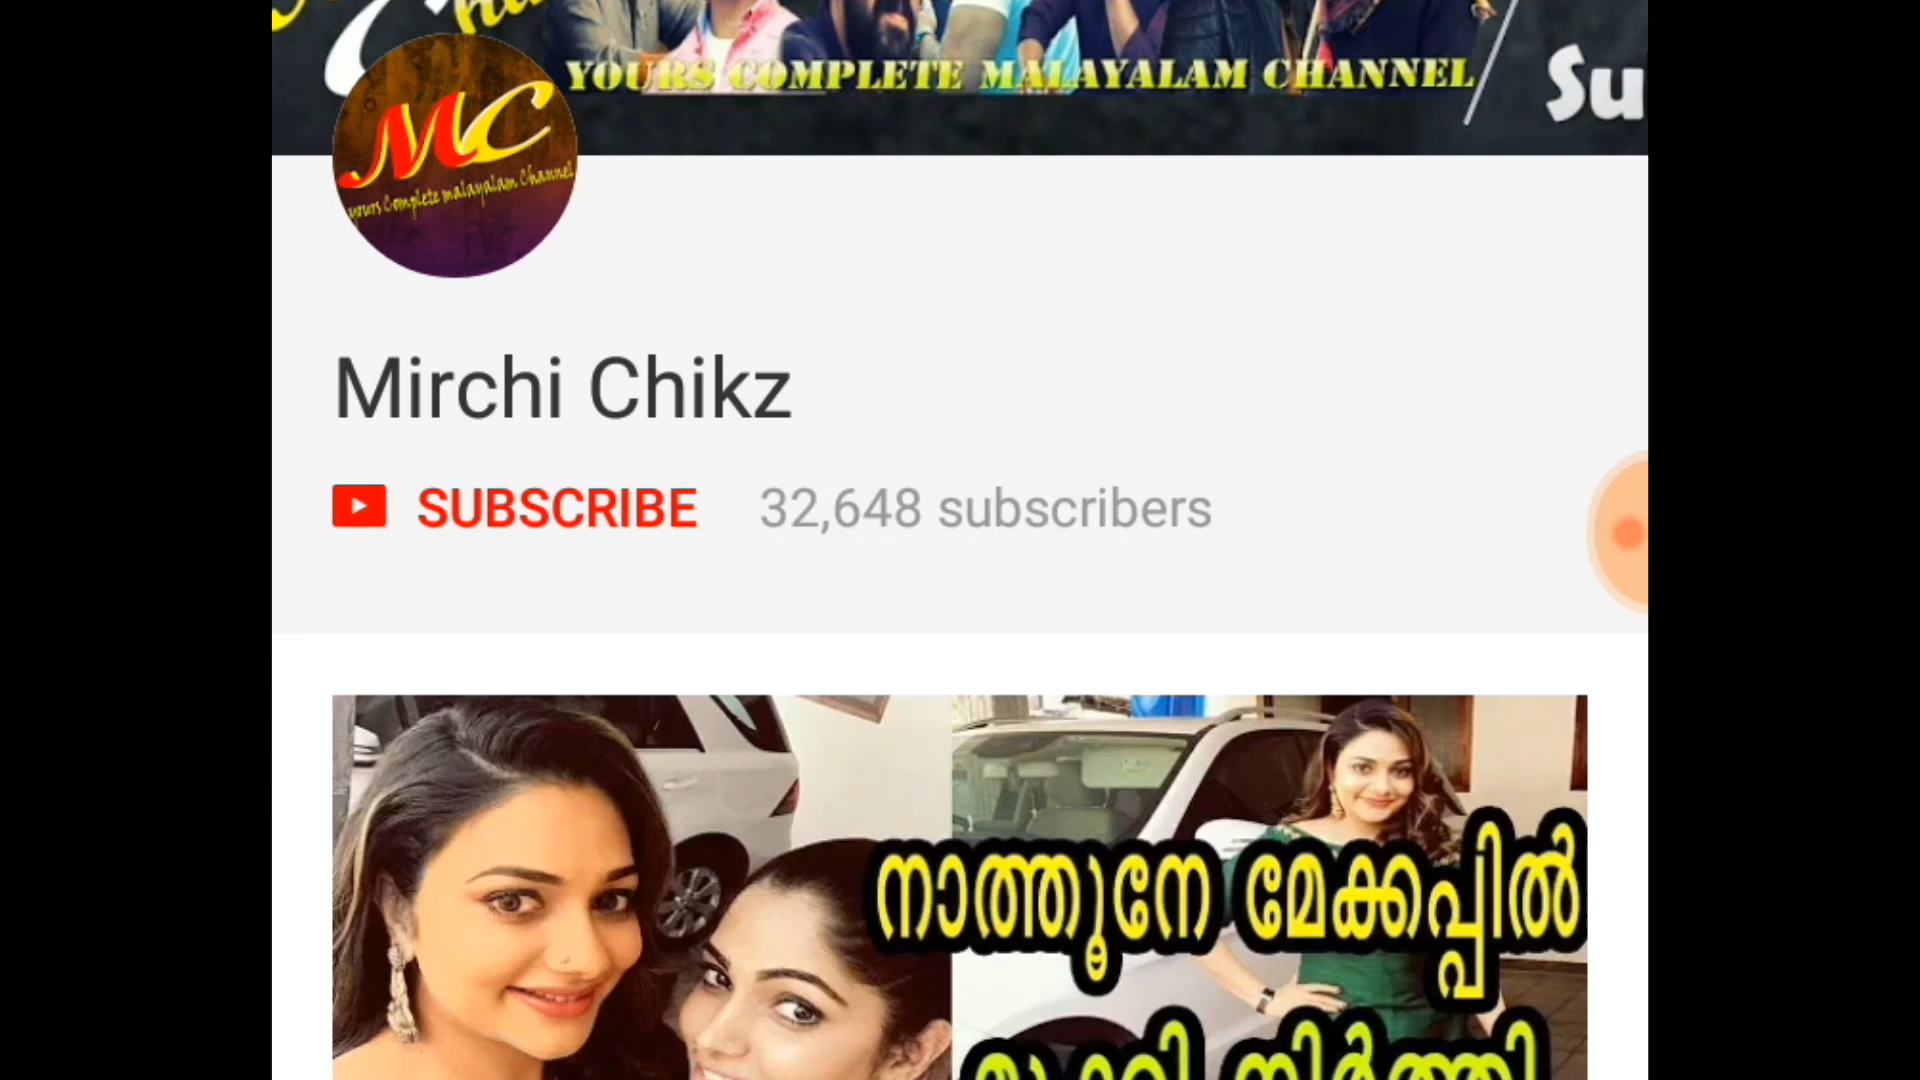 YOURS COMPLETE MALAYALAM CHANNEL
Su
MC
yours Complete malayalam Channel
Mirchi Chikz
SUBSCRIBE 32,648 subscribers
നാത്തൂനേ മേക്കപ്പിൽ